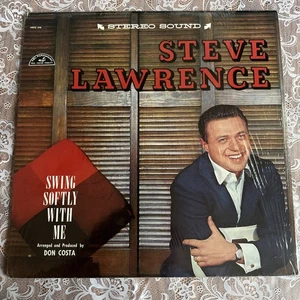 STEREO SOUND
STEVE
LAWRENCE
SWING
SOFTLY
WITH
ME
Arranged and Produced by
DON COSTA